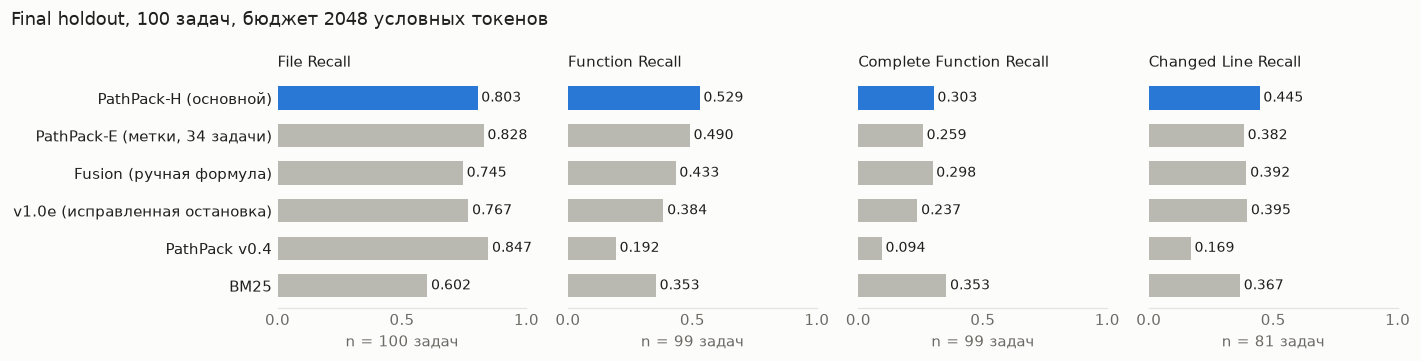 Final holdout, 100 задач, бюджет 2048 условных токенов
File Recall Function Recall Complete Function Recall Changed Line Recall
PathPack-H (основной) 0.803 0.529 0.303 0.445
PathPack-E (метки, 34 задачи) 0.828 0.490 0.259 0.382
Fusion (ручная формула) 0.745 0.433 0.298 0.392
v1.0e (исправленная остановка) 0.767 0.384 0.237 0.395
PathPack v0.4 0.847 0.192 0.094 0.169
BM25 0.602 0.353 0.353 0.367
0.0 0.5 1.0 0.0 0.5 1.0 0.0 0.5 1.0 0.0 0.5 1.0
n = 100 задач n = 99 задач n = 99 задач n = 81 задач